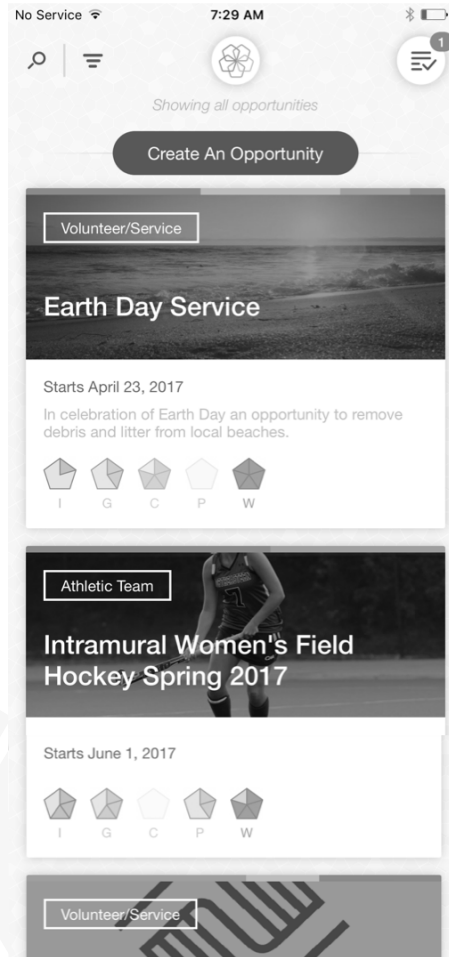 No Service 7:29 AM
1
Showing all opportunities
Create An Opportunity
Volunteer/Service
Earth Day Service
Starts April 23, 2017
In celebration of Earth Day an opportunity to remove
debris and litter from local beaches.
I G C P W
Athletic Team
7
Intramural Women's Field
Hockey Spring 2017
Starts June 1, 2017
I G C P W
Volunteer/Service